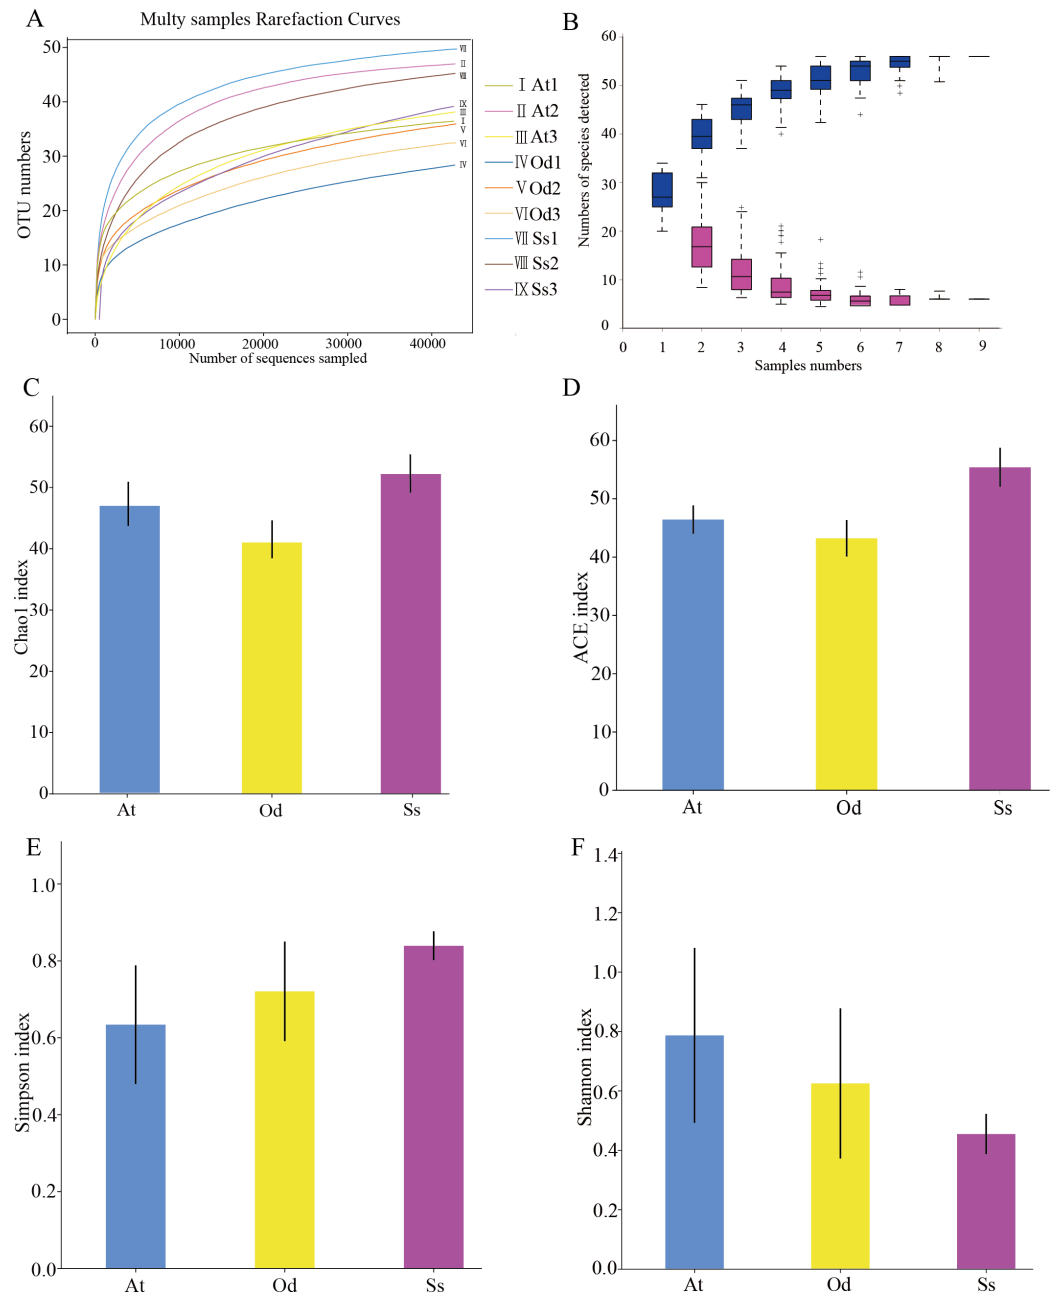 A
Multy samples Rarefaction Curves
OTU numbers
50
40
30
20
10
0
0 10000 20000 30000 40000
Number of sequences sampled
Ⅶ
Ⅱ
Ⅷ
Ⅸ
Ⅲ
Ⅰ
Ⅴ
Ⅵ
Ⅳ
Ⅰ At1
Ⅱ At2
Ⅲ At3
Ⅳ Od1
Ⅴ Od2
Ⅵ Od3
Ⅶ Ss1
Ⅷ Ss2
Ⅸ Ss3
B
Numbers of species detected
60
50
40
30
20
10
0
0 1 2 3 4 5 6 7 8 9
Samples numbers
C
Chao1 index
60
50
40
30
20
10
0
At Od Ss
D
ACE index
60
50
40
30
20
10
0
At Od Ss
E
Simpson index
1.0
0.8
0.6
0.4
0.2
0.0
At Od Ss
F
Shannon index
1.4
1.2
1.0
0.8
0.6
0.4
0.2
0.0
At Od Ss